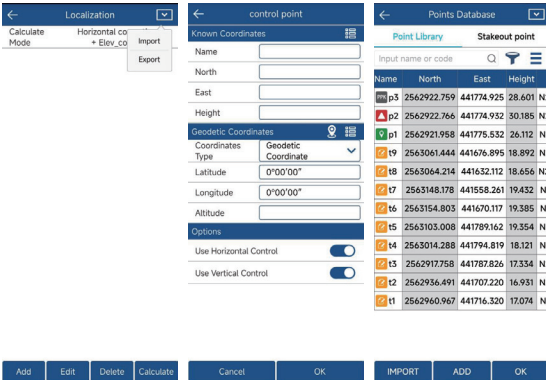 Localization
Calculate Mode
Horizontal co
+ Elev_co
Import
Export
Add
Edit
Delete
Calculate
control point
Known Coordinates
Name
North
East
Height
Geodetic Coordinates
Coordinates Type
Geodetic Coordinate
Latitude
0°00'00"
Longitude
0°00'00"
Altitude
Options
Use Horizontal Control
Use Vertical Control
Cancel
OK
Points Database
Point Library
Stakeout point
Input name or code
Name North East Height
p3 2562922.759 441774.925 28.601
p2 2562922.766 441774.932 30.185
p1 2562921.958 441775.532 26.112 N
t9 2563061.444 441676.895 18.892 N
t8 2563064.214 441632.112 18.656
t7 2563148.178 441558.261 19.432 N
t6 2563154.803 441670.117 19.385 N
t5 2563103.008 441789.162 19.354 N
t4 2563014.288 441794.819 18.121 N
t3 2562917.758 441787.826 17.334 N
t2 2562936.491 441707.220 16.931 N
t1 2562960.967 441716.320 17.074 N
IMPORT
ADD
OK